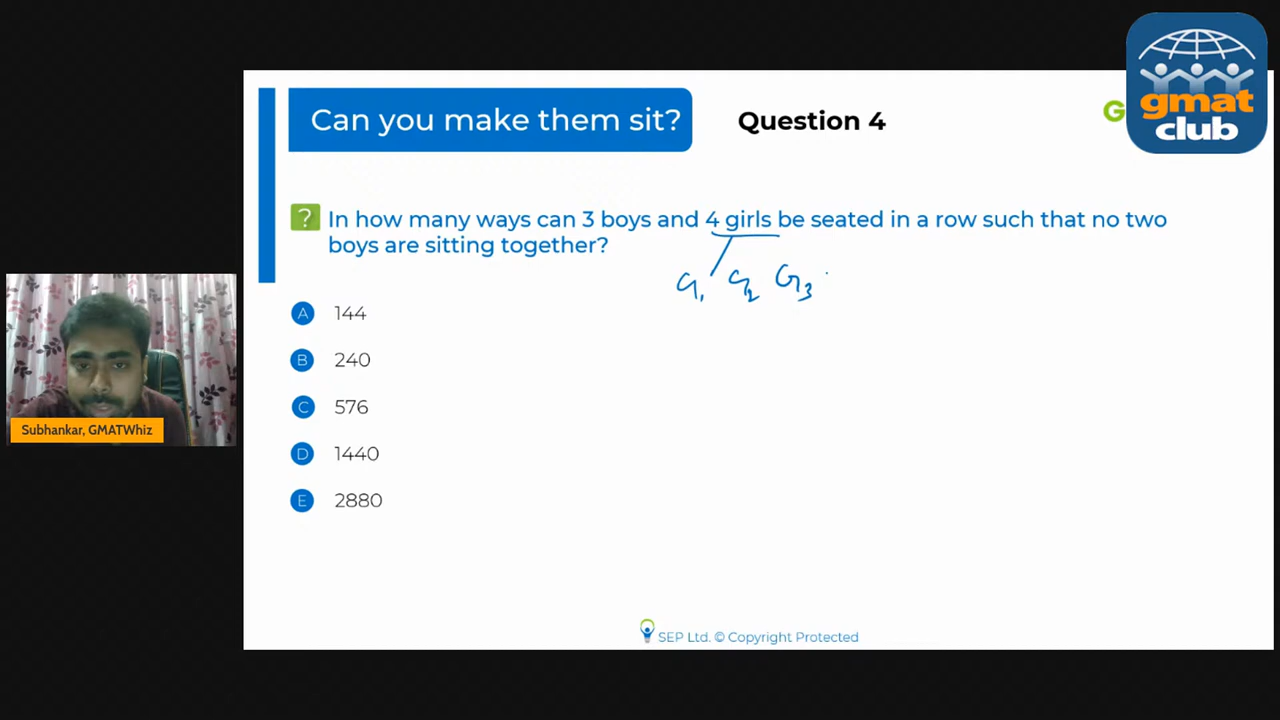 gmat
club
Can you make them sit?
Question 4
G
? In how many ways can 3 boys and 4 girls be seated in a row such that no two
boys are sitting together?
G1 G2 G3
A 144
B 240
C 576
D 1440
E 2880
Subhankar, GMATWhiz
SEP Ltd. © Copyright Protected